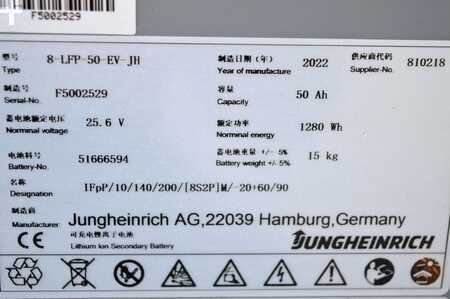 F5002529
型号 8-LFP-50-EV-JH 制造日期（年） 2022 供应商代码 810218
Type Year of manufacture Supplier-No.
制造编号 F5002529 容量 50 Ah
Serial-No. Capacity
蓄电池额定电压 25.6 V 额定功率 1280 Wh
Norminal voltage Norminal energy
电池料号 51666594 蓄电池重量 +/- 5% 15 kg
Battery-No. Battery weight +/-5%
名称 IFpP/10/140/200/[8S2P]M/-20+60/90
Designation
制造商 Jungheinrich AG,22039 Hamburg,Germany
Manufacturer:
CE 可充电锂离子电池 JUNGHEINRICH
Lithium Ion Secondary Battery